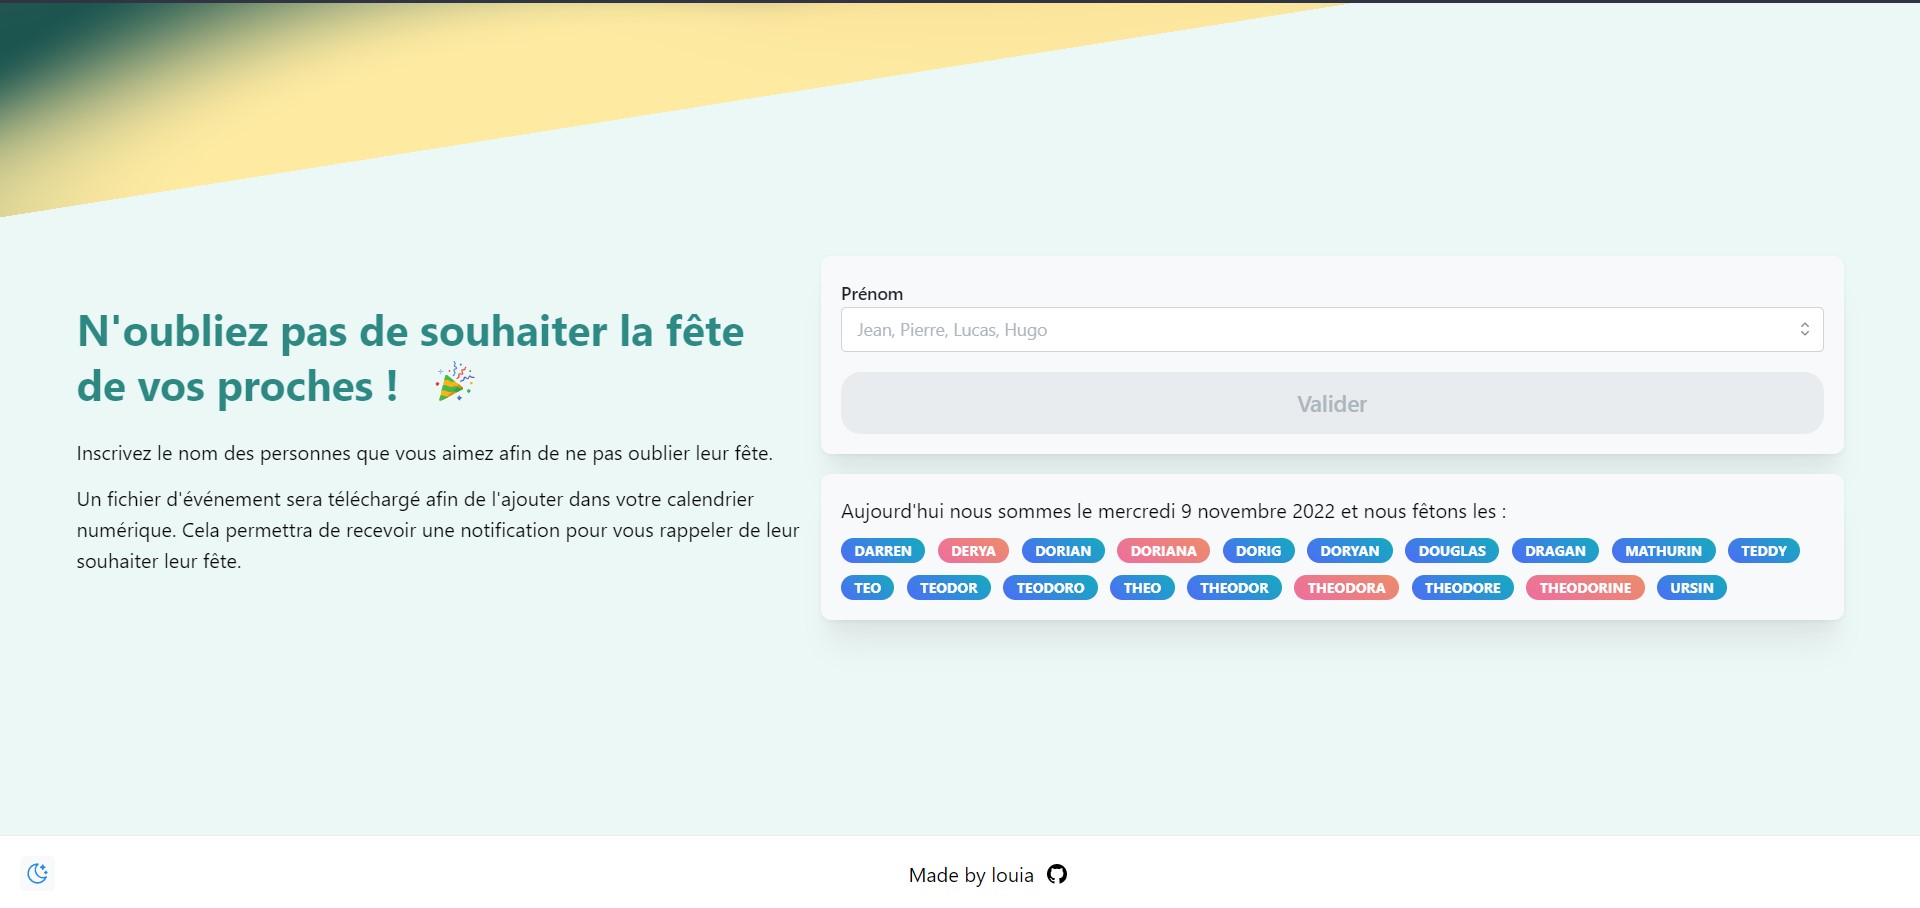 N'oubliez pas de souhaiter la fête
de vos proches !
Inscrivez le nom des personnes que vous aimez afin de ne pas oublier leur fête.
Un fichier d'événement sera téléchargé afin de l'ajouter dans votre calendrier
numérique. Cela permettra de recevoir une notification pour vous rappeler de leur
souhaiter leur fête.
Prénom
Jean, Pierre, Lucas, Hugo
Valider
Aujourd'hui nous sommes le mercredi 9 novembre 2022 et nous fêtons les :
DARREN DERYA DORIAN DORIANA DORIG DORYAN DOUGLAS DRAGAN MATHURIN TEDDY
TEO TEODOR TEODORO THEO THEODOR THEODORA THEODORE THEODORINE URSIN
Made by louia